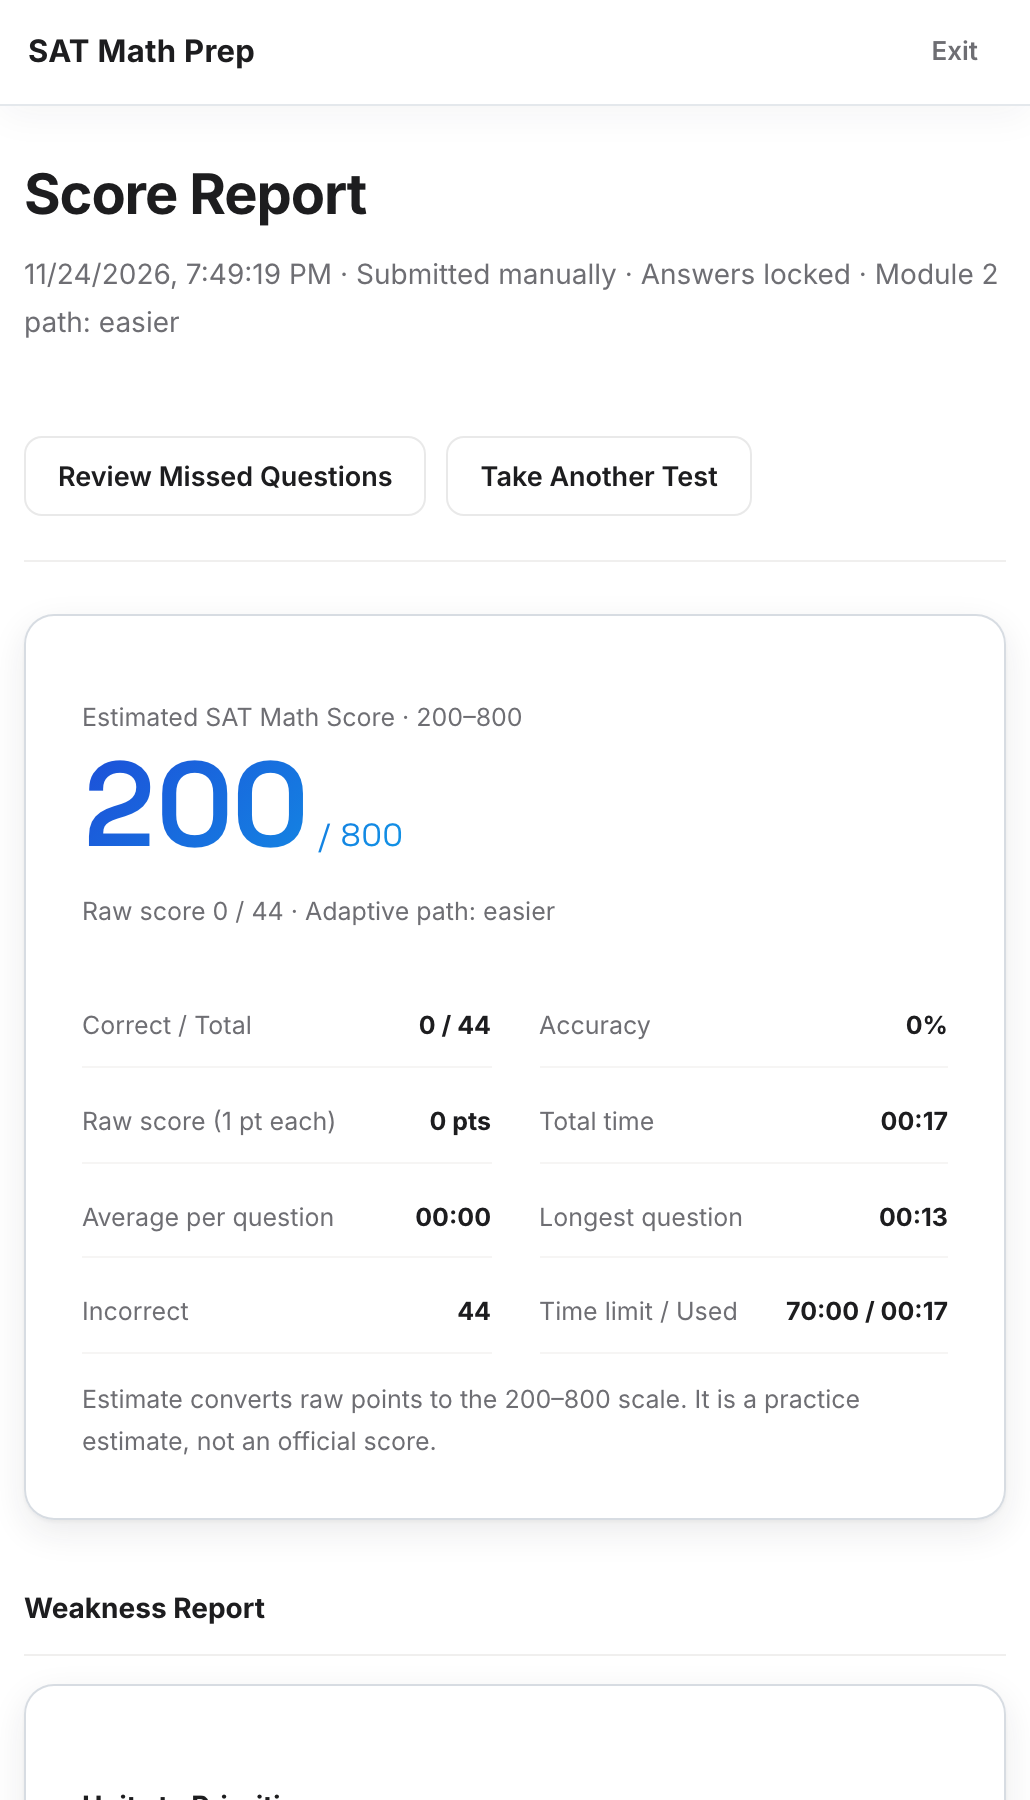 SAT Math Prep
Exit
Score Report
11/24/2026, 7:49:19 PM · Submitted manually · Answers locked · Module 2
path: easier
Review Missed Questions
Take Another Test
Estimated SAT Math Score · 200–800
200 / 800
Raw score 0 / 44 · Adaptive path: easier
Correct / Total 0 / 44
Accuracy 0%
Raw score (1 pt each) 0 pts
Total time 00:17
Average per question 00:00
Longest question 00:13
Incorrect 44
Time limit / Used 70:00 / 00:17
Estimate converts raw points to the 200–800 scale. It is a practice
estimate, not an official score.
Weakness Report